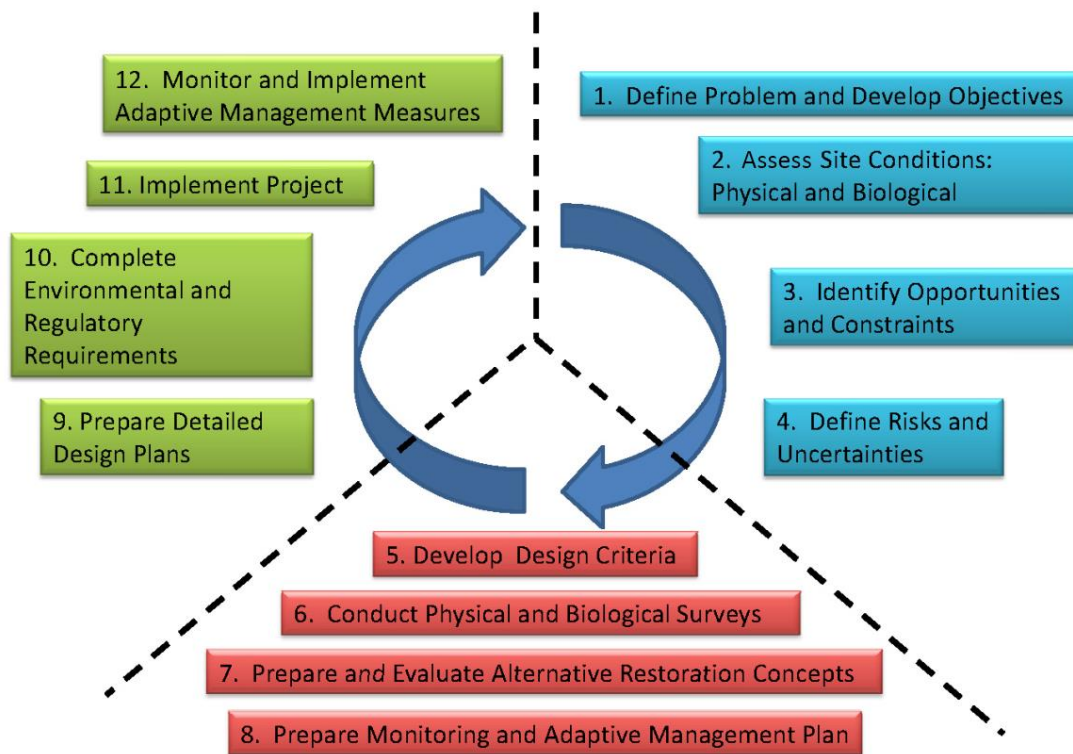 1. Define Problem and Develop Objectives
2. Assess Site Conditions:
Physical and Biological
3. Identify Opportunities
and Constraints
4. Define Risks and
Uncertainties
5. Develop Design Criteria
6. Conduct Physical and Biological Surveys
7. Prepare and Evaluate Alternative Restoration Concepts
8. Prepare Monitoring and Adaptive Management Plan
9. Prepare Detailed
Design Plans
10. Complete
Environmental and
Regulatory
Requirements
11. Implement Project
12. Monitor and Implement
Adaptive Management Measures